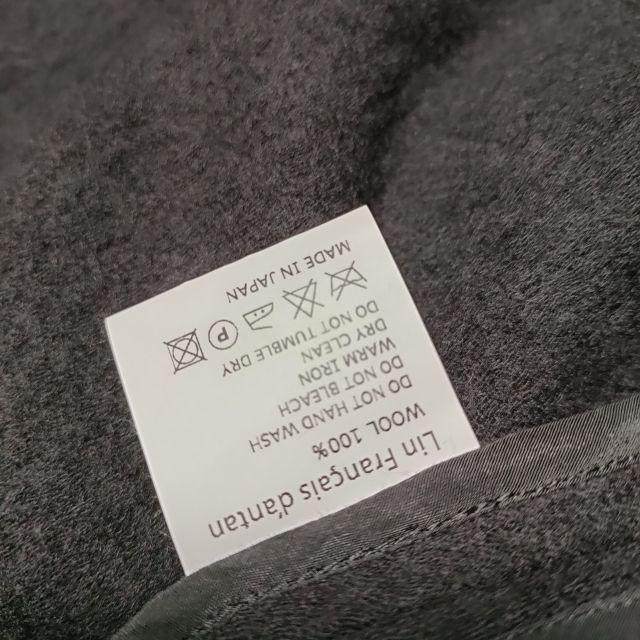 Lin Français d'antan
WOOL 100%
DO NOT HAND WASH
DO NOT BLEACH
WARM IRON
DRY CLEAN
DO NOT TUMBLE DRY
P
MADE IN JAPAN